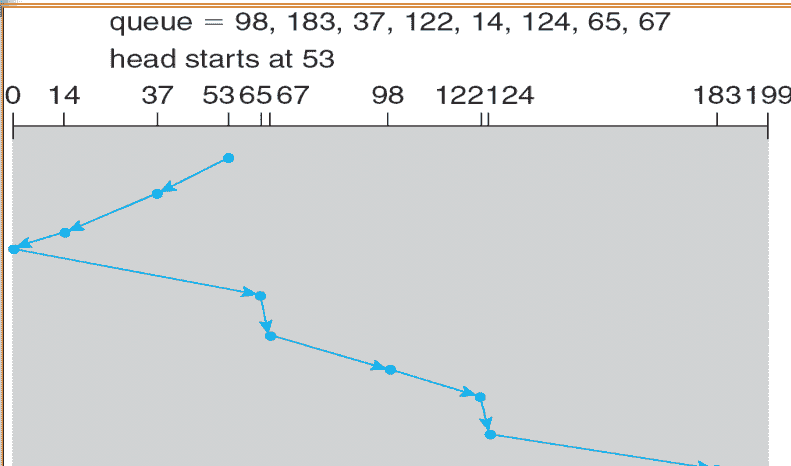 queue = 98, 183, 37, 122, 14, 124, 65, 67
head starts at 53
0 14 37 53 65 67 98 122 124 183 199